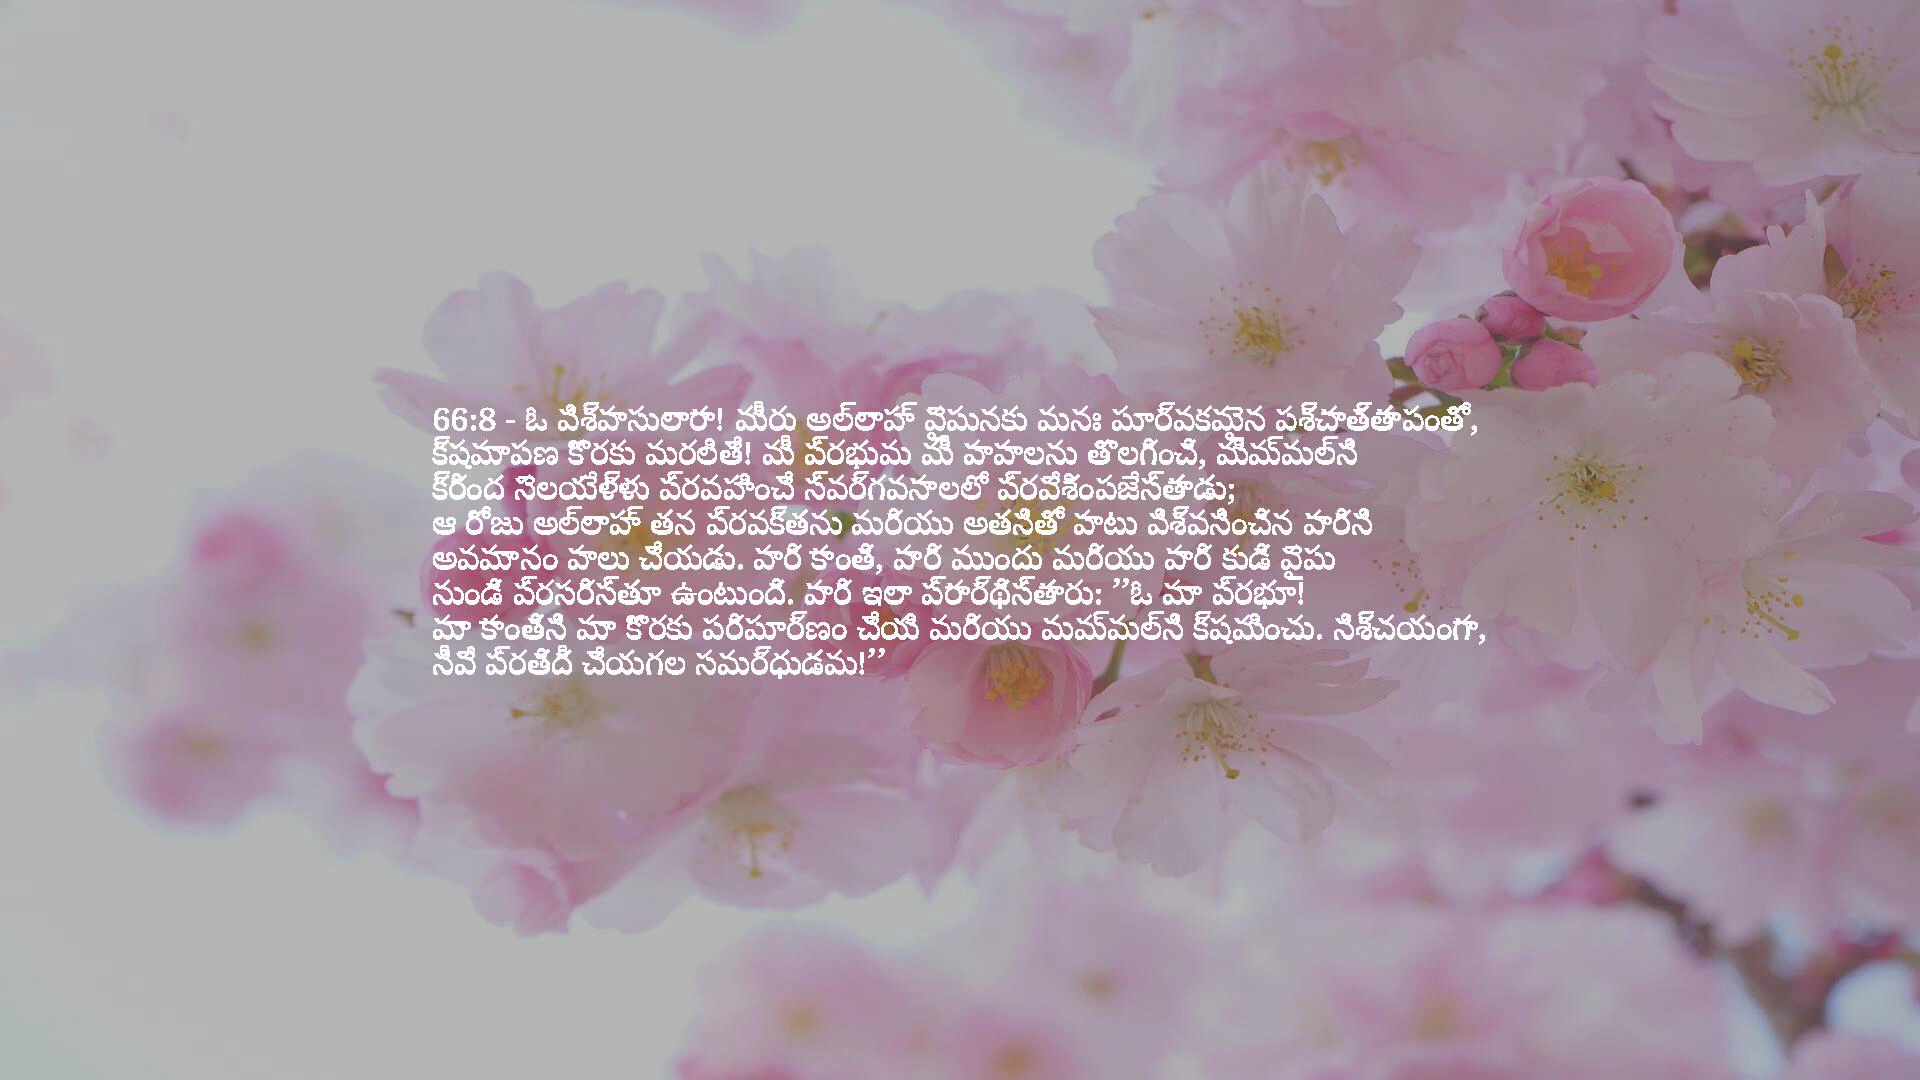 66:8 - ఓ విశ్వాసులారా! మీరు అల్లాహ్ వైపునకు మనః పూర్వకమైన పశ్చాత్తాపంతో,
క్షమాపణ కొరకు మరలితే! మీ ప్రభువు మీ పాపాలను తొలగించి, మిమ్మల్ని
క్రింద సెలయేళ్ళు ప్రవహించే స్వర్గవనాలలో ప్రవేశింపజేస్తాడు;
ఆ రోజు అల్లాహ్ తన ప్రవక్తను మరియు అతనితో పాటు విశ్వసించిన వారిని
అవమానం పాలు చేయడు. వారి కాంతి, వారి ముందు మరియు వారి కుడి వైపు
నుండి ప్రసరిస్తూ ఉంటుంది. వారి ఇలా ప్రార్థిస్తారు: ’’ఓ మా ప్రభూ!
మా కాంతిని మా కొరకు పరిపూర్ణం చేయి మరియు మమ్మల్ని క్షమించు. నిశ్చయంగా,
నీవే ప్రతిదీ చేయగల సమర్ధుడవు!’’